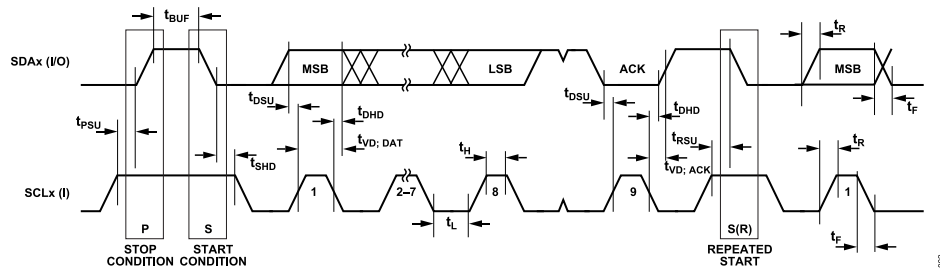 tBUF
tR
SDAx (I/O)
MSB
LSB
ACK
MSB
tDSU
tDHD
tDSU
tDHD
tF
tPSU
tVD; DAT
tH
tRSU
tR
tSHD
tVD; ACK
SCLx (I)
1
2–7
8
9
1
P
S
tL
S(R)
tF
STOP
CONDITION
START
CONDITION
REPEATED
START